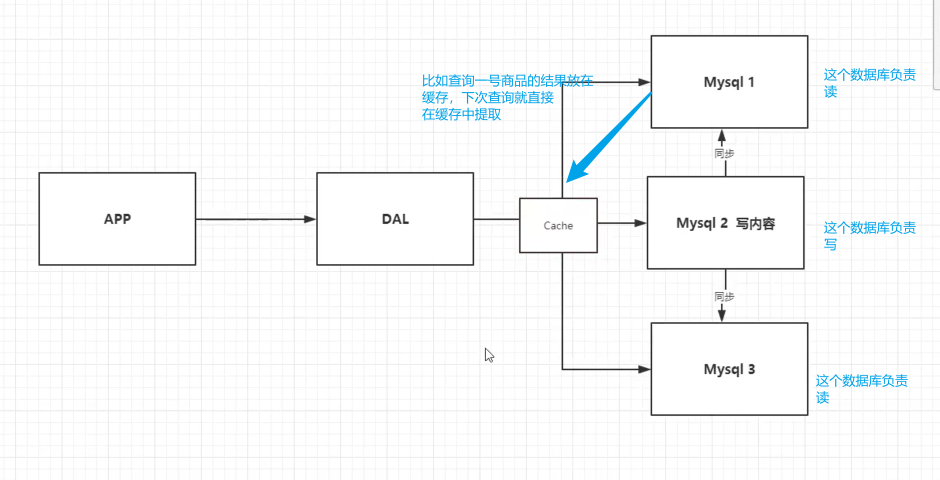 比如查询一号商品的结果放在
缓存，下次查询就直接
在缓存中提取
Mysql 1
这个数据库负责
读
同步
APP
DAL
Cache
Mysql 2 写内容
这个数据库负责
写
同步
Mysql 3
这个数据库负责
读